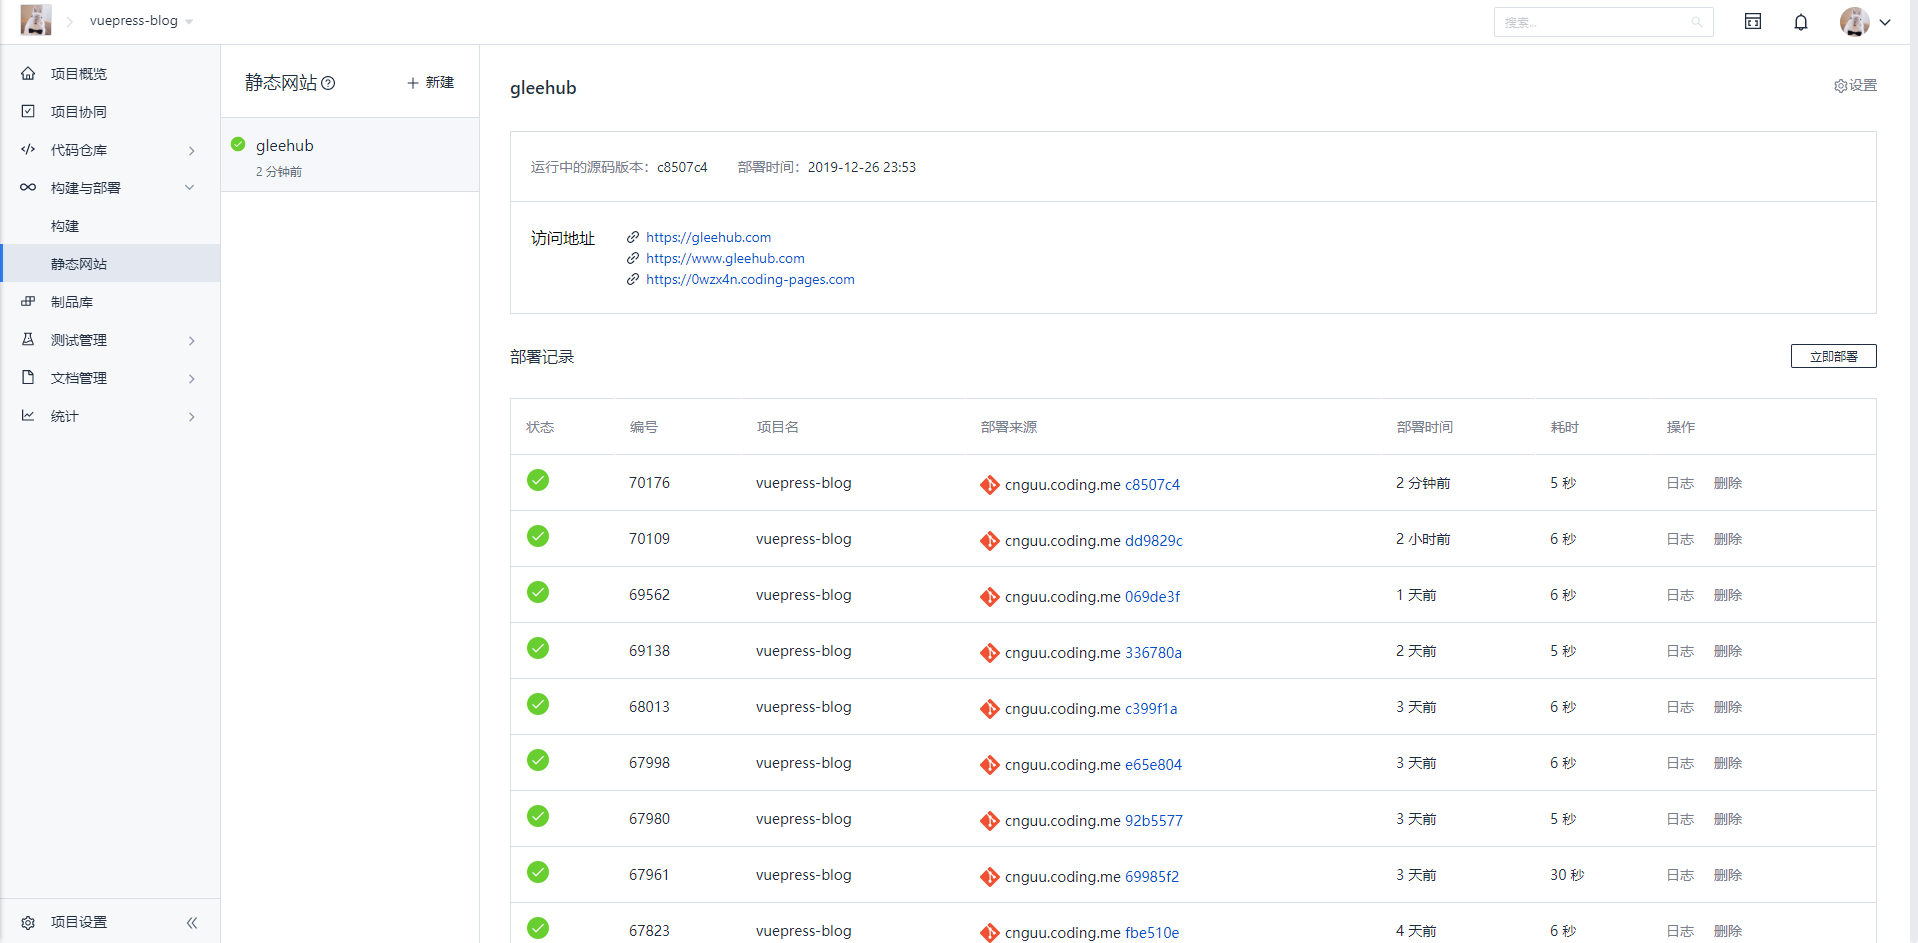 vuepress-blog
搜索...
项目概览
项目协同
代码仓库
构建与部署
构建
静态网站
制品库
测试管理
文档管理
统计
项目设置
静态网站 新建
gleehub
2 分钟前
gleehub 设置
运行中的源码版本: c8507c4 部署时间: 2019-12-26 23:53
访问地址 https://gleehub.com
https://www.gleehub.com
https://0wzx4n.coding-pages.com
部署记录 立即部署
状态 编号 项目名 部署来源 部署时间 耗时 操作
70176 vuepress-blog cnguu.coding.me c8507c4 2 分钟前 5 秒 日志 删除
70109 vuepress-blog cnguu.coding.me dd9829c 2 小时前 6 秒 日志 删除
69562 vuepress-blog cnguu.coding.me 069de3f 1 天前 6 秒 日志 删除
69138 vuepress-blog cnguu.coding.me 336780a 2 天前 5 秒 日志 删除
68013 vuepress-blog cnguu.coding.me c399f1a 3 天前 6 秒 日志 删除
67998 vuepress-blog cnguu.coding.me e65e804 3 天前 6 秒 日志 删除
67980 vuepress-blog cnguu.coding.me 92b5577 3 天前 5 秒 日志 删除
67961 vuepress-blog cnguu.coding.me 69985f2 3 天前 30 秒 日志 删除
67823 vuepress-blog cnguu.coding.me fbe510e 4 天前 6 秒 日志 删除